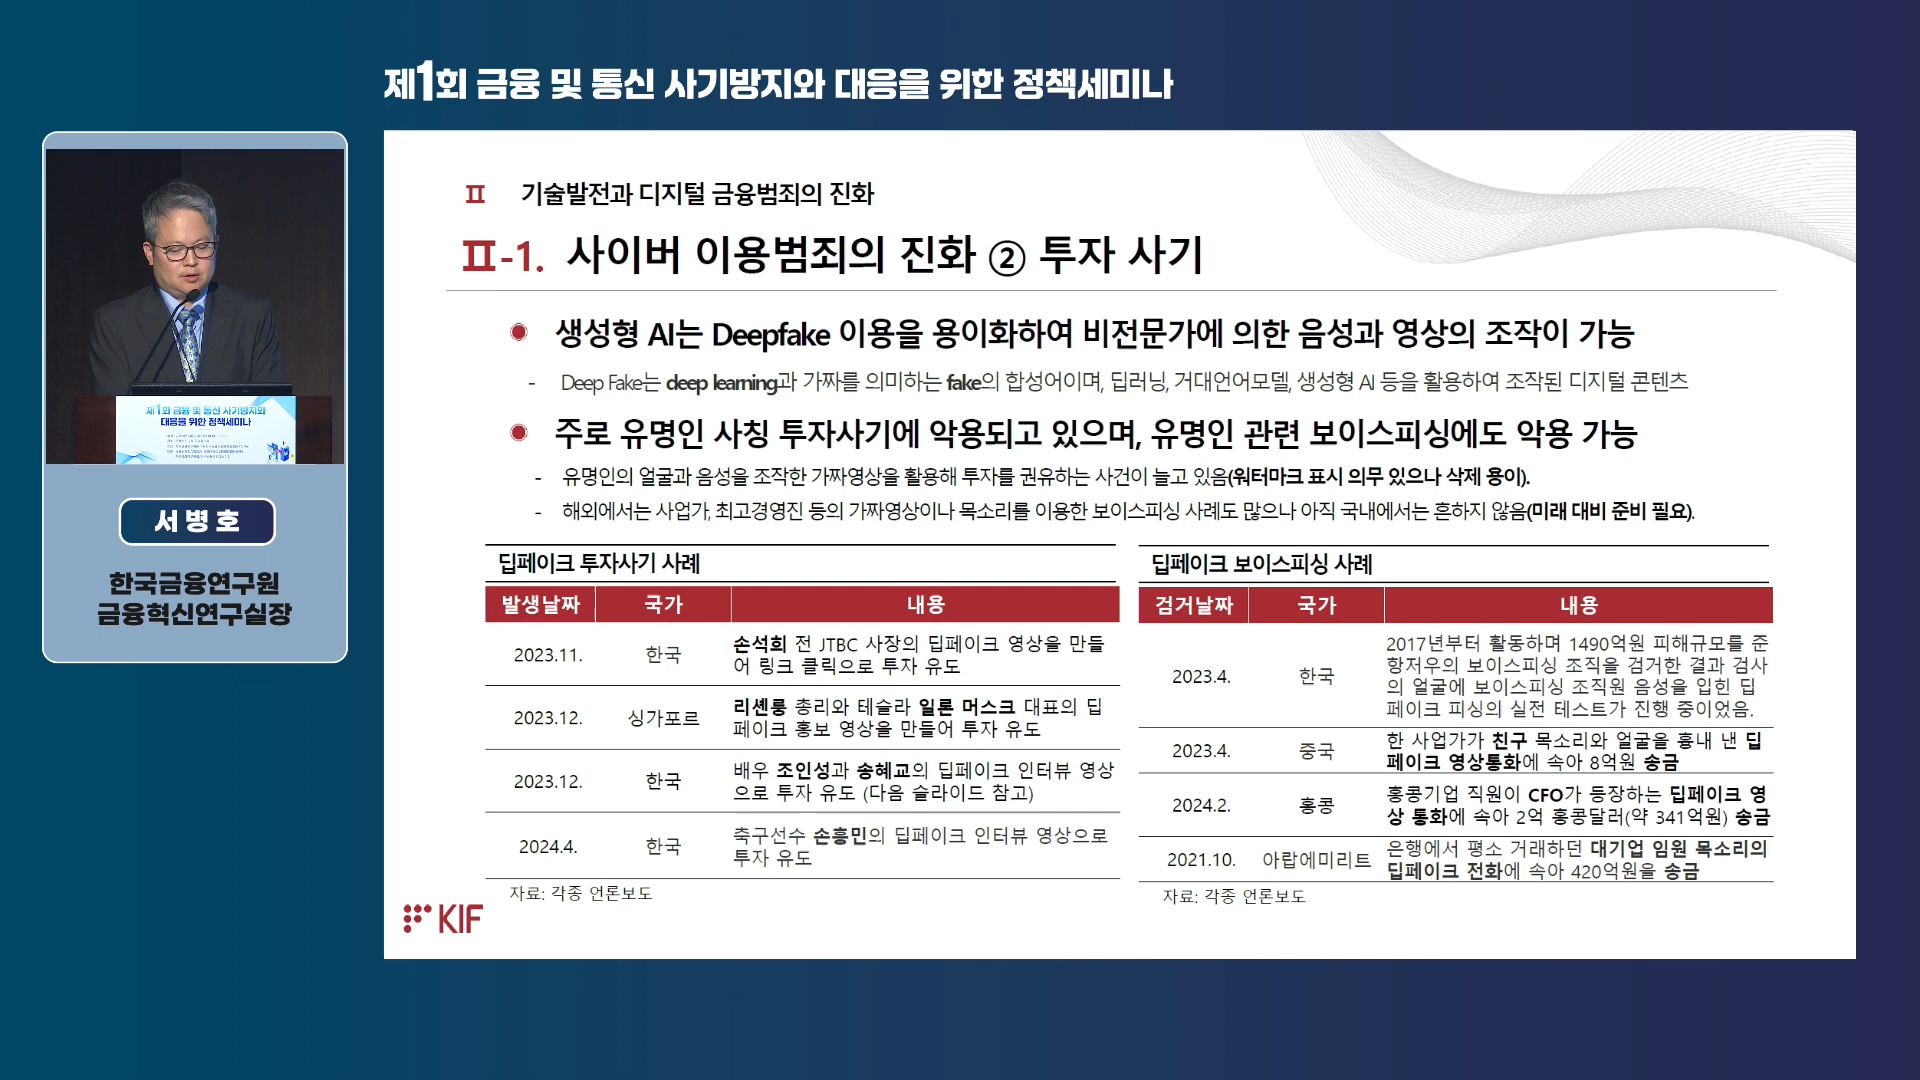 제1회 금융 및 통신 사기방지와 대응을 위한 정책세미나
제1회 금융 및 통신 사기방지와
대응을 위한 정책세미나
서병호
한국금융연구원
금융혁신연구실장
Ⅱ 기술발전과 디지털 금융범죄의 진화
Ⅱ-1. 사이버 이용범죄의 진화 ② 투자 사기
생성형 AI는 Deepfake 이용을 용이화하여 비전문가에 의한 음성과 영상의 조작이 가능
- Deep Fake는 deep learning과 가짜를 의미하는 fake의 합성어이며, 딥러닝, 거대언어모델, 생성형 AI 등을 활용하여 조작된 디지털 콘텐츠
주로 유명인 사칭 투자사기에 악용되고 있으며, 유명인 관련 보이스피싱에도 악용 가능
- 유명인의 얼굴과 음성을 조작한 가짜영상을 활용해 투자를 권유하는 사건이 늘고 있음(워터마크 표시 의무 있으나 삭제 용이).
- 해외에서는 사업가, 최고경영진 등의 가짜영상이나 목소리를 이용한 보이스피싱 사례도 많으나 아직 국내에서는 흔하지 않음(미래 대비 준비 필요).
딥페이크 투자사기 사례
발생날짜 국가 내용
2023.11. 한국 손석희 전 JTBC 사장의 딥페이크 영상을 만들
어 링크 클릭으로 투자 유도
2023.12. 싱가포르 리셴룽 총리와 테슬라 일론 머스크 대표의 딥
페이크 홍보 영상을 만들어 투자 유도
2023.12. 한국 배우 조인성과 송혜교의 딥페이크 인터뷰 영상
으로 투자 유도 (다음 슬라이드 참고)
2024.4. 한국 축구선수 손흥민의 딥페이크 인터뷰 영상으로
투자 유도
자료: 각종 언론보도
딥페이크 보이스피싱 사례
검거날짜 국가 내용
2023.4. 한국 2017년부터 활동하며 1490억원 피해규모를 준
항저우의 보이스피싱 조직을 검거한 결과 검사
의 얼굴에 보이스피싱 조직원 음성을 입힌 딥
페이크 피싱의 실전 테스트가 진행 중이었음.
2023.4. 중국 한 사업가가 친구 목소리와 얼굴을 흉내 낸 딥
페이크 영상통화에 속아 8억원 송금
2024.2. 홍콩 홍콩기업 직원이 CFO가 등장하는 딥페이크 영
상 통화에 속아 2억 홍콩달러(약 341억원) 송금
2021.10. 아랍에미리트 은행에서 평소 거래하던 대기업 임원 목소리의
딥페이크 전화에 속아 420억원을 송금
자료: 각종 언론보도
KIF